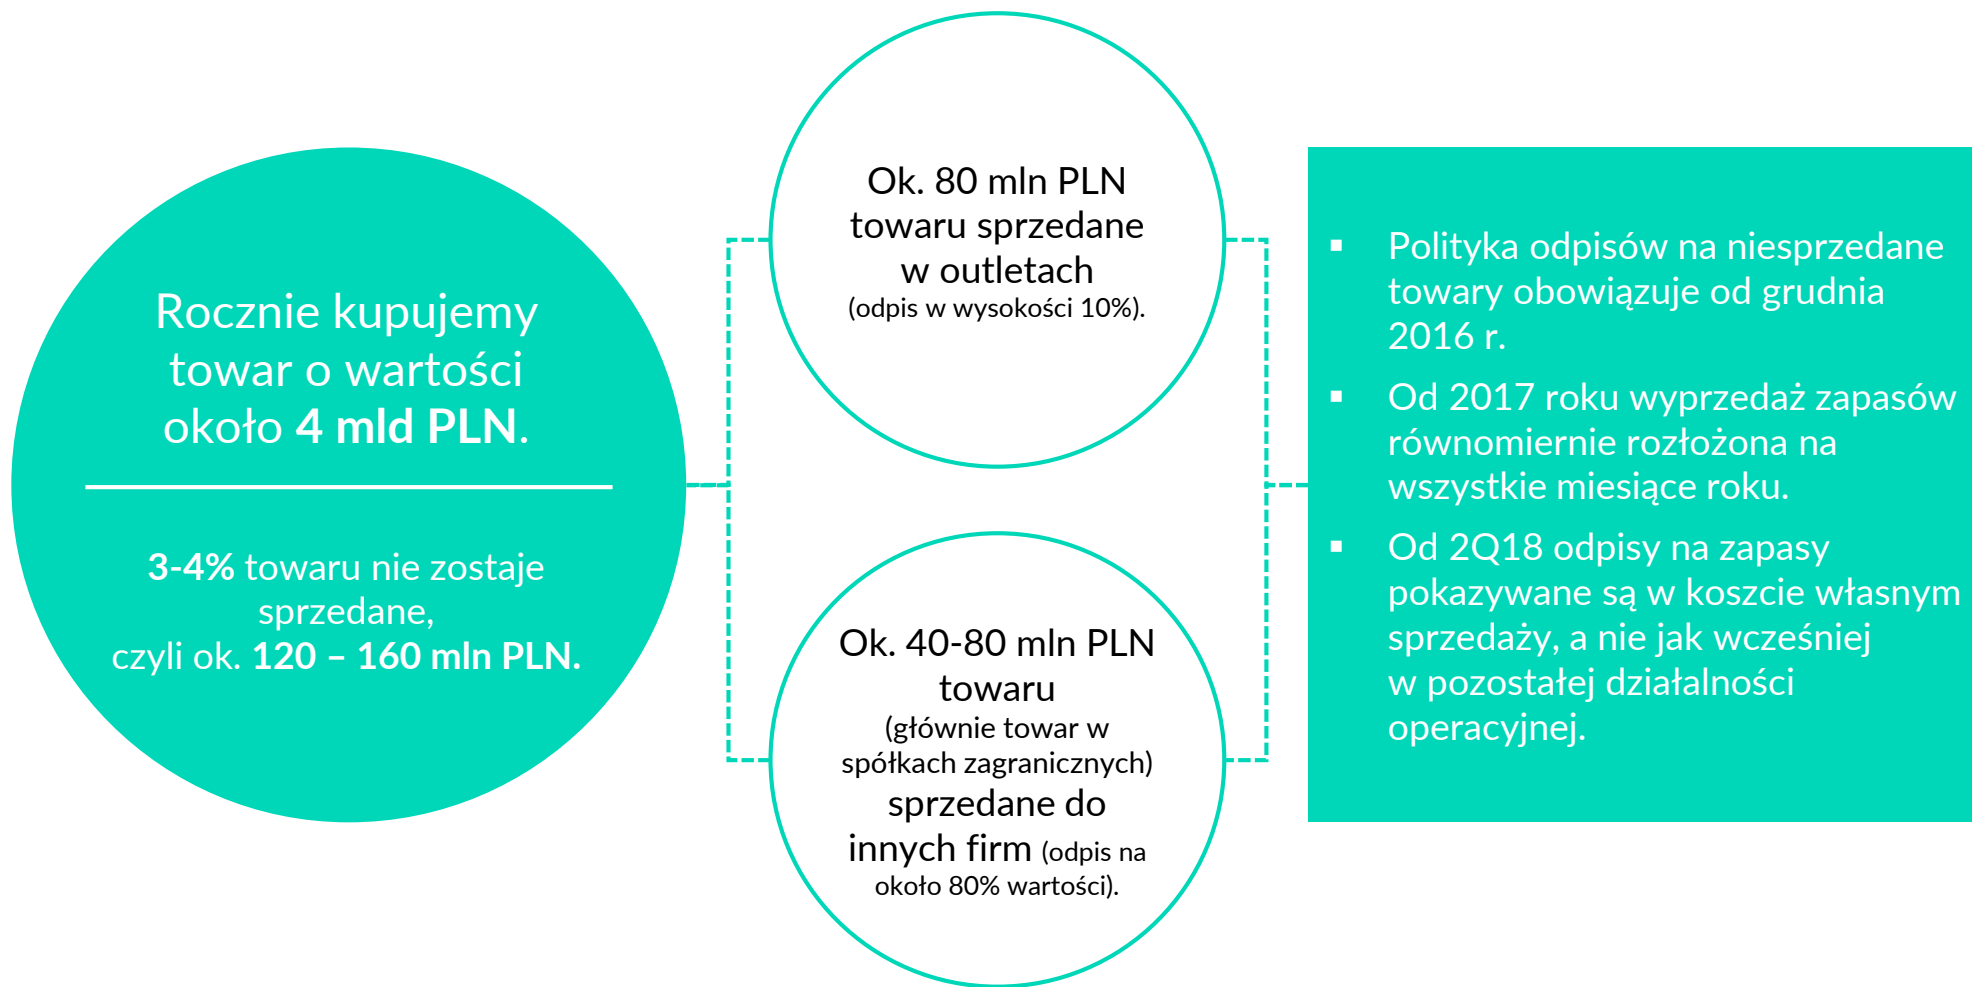 Rocznie kupujemy
towar o wartości
około 4 mld PLN.
3-4% towaru nie zostaje
sprzedane,
czyli ok. 120 – 160 mln PLN.
Ok. 80 mln PLN
towaru sprzedane
w outletach
(odpis w wysokości 10%).
Ok. 40-80 mln PLN
towaru
(głównie towar w
spółkach zagranicznych)
sprzedane do
innych firm (odpis na
około 80% wartości).
▪ Polityka odpisów na niesprzedane
towary obowiązuje od grudnia
2016 r.
▪ Od 2017 roku wyprzedaż zapasów
równomiernie rozłożona na
wszystkie miesiące roku.
▪ Od 2Q18 odpisy na zapasy
pokazywane są w koszcie własnym
sprzedaży, a nie jak wcześniej
w pozostałej działalności
operacyjnej.